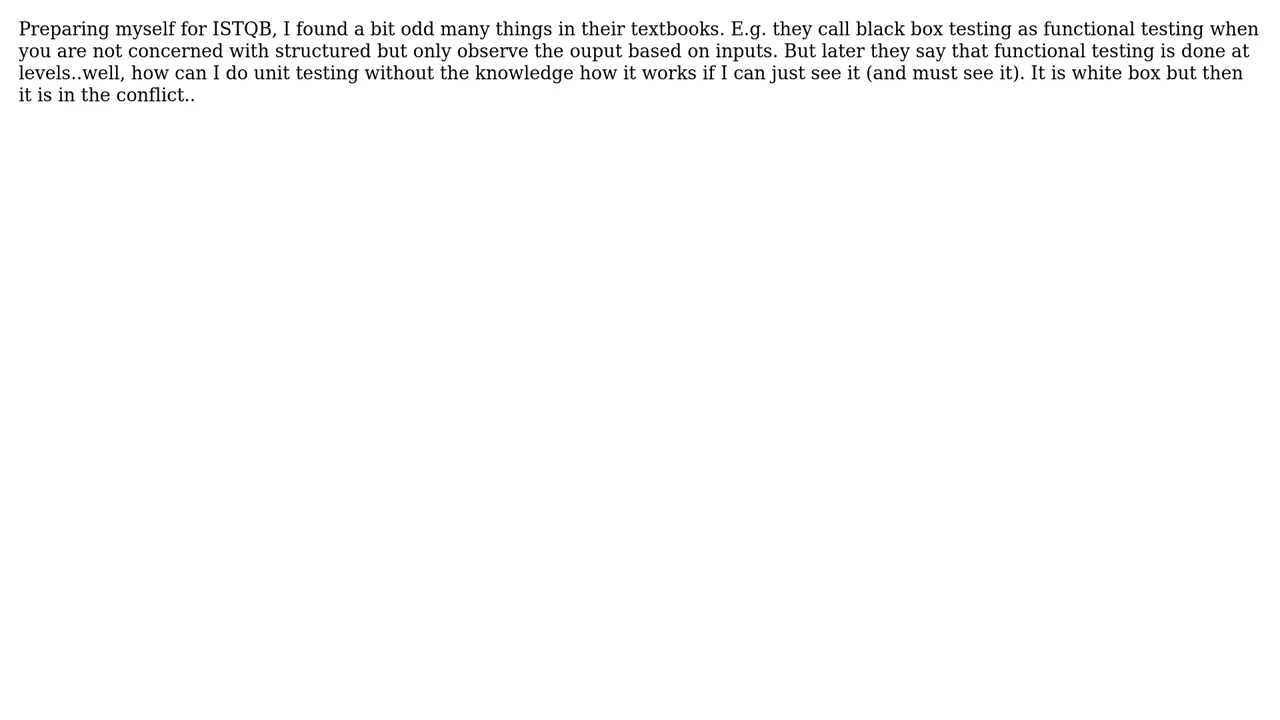 Preparing myself for ISTQB, I found a bit odd many things in their textbooks. E.g. they call black box testing as functional testing when
you are not concerned with structured but only observe the ouput based on inputs. But later they say that functional testing is done at
levels..well, how can I do unit testing without the knowledge how it works if I can just see it (and must see it). It is white box but then
it is in the conflict..